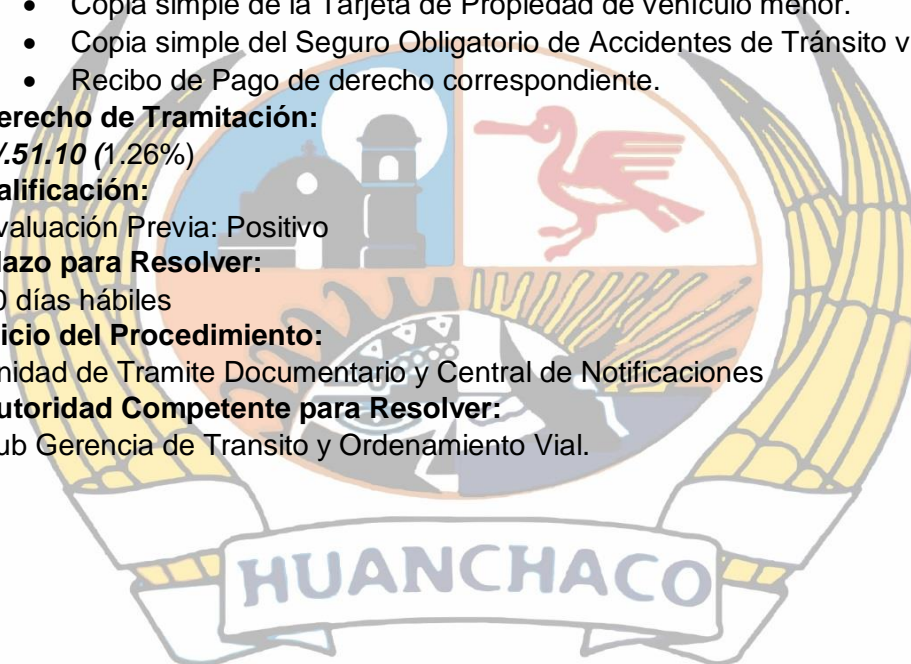 • Copia simple de la Tarjeta de Propiedad de vehículo menor.
• Copia simple del Seguro Obligatorio de Accidentes de Tránsito v
• Recibo de Pago de derecho correspondiente.
erecho de Tramitación:
/.51.10 (1.26%)
alificación:
valuación Previa: Positivo
lazo para Resolver:
0 días hábiles
icio del Procedimiento:
nidad de Tramite Documentario y Central de Notificaciones
utoridad Competente para Resolver:
ub Gerencia de Transito y Ordenamiento Vial.
HUANCHACO